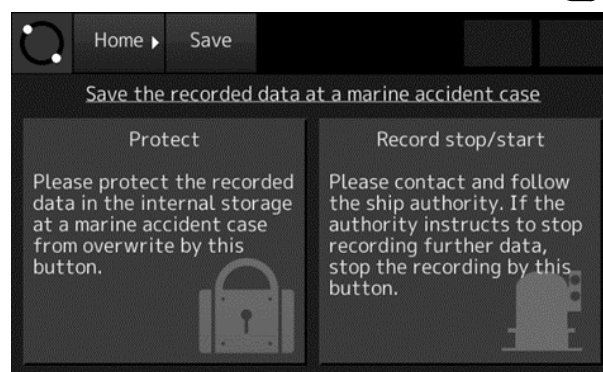 Home
Save
Save the recorded data at a marine accident case
Protect
Please protect the recorded
data in the internal storage
at a marine accident case
from overwrite by this
button.
Record stop/start
Please contact and follow
the ship authority. If the
authority instructs to stop
recording further data,
stop the recording by this
button.